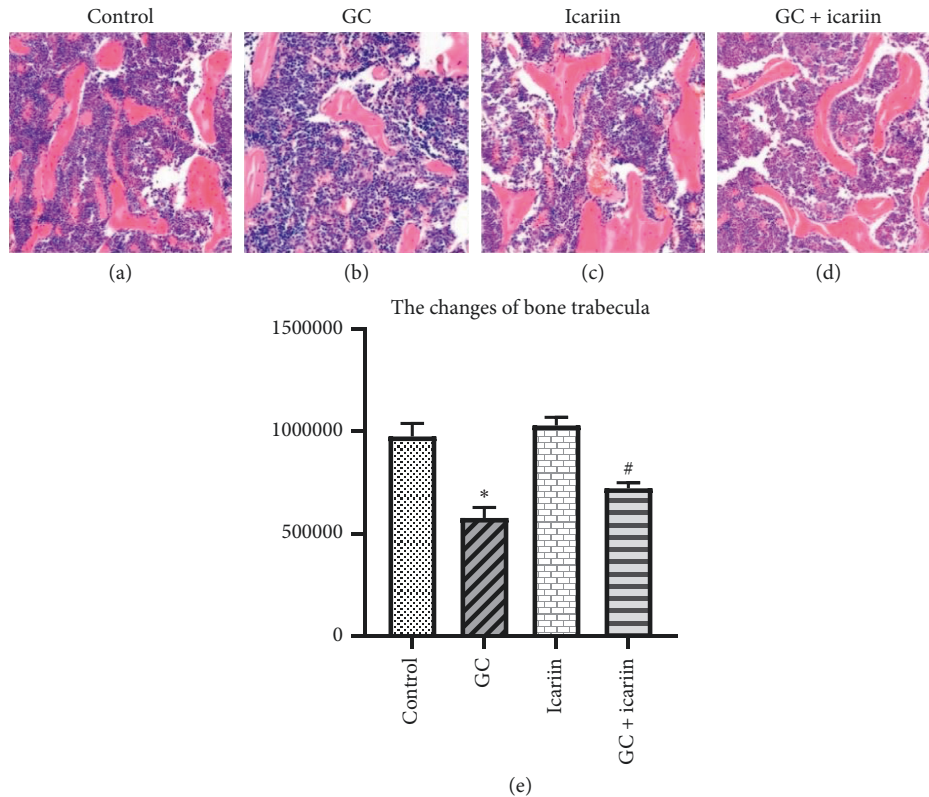 Control
GC
Icariin
GC + icariin
(a)
(b)
(c)
(d)
The changes of bone trabecula
1500000
1000000
500000
0
*
#
Control
GC
Icariin
GC + icariin
(e)